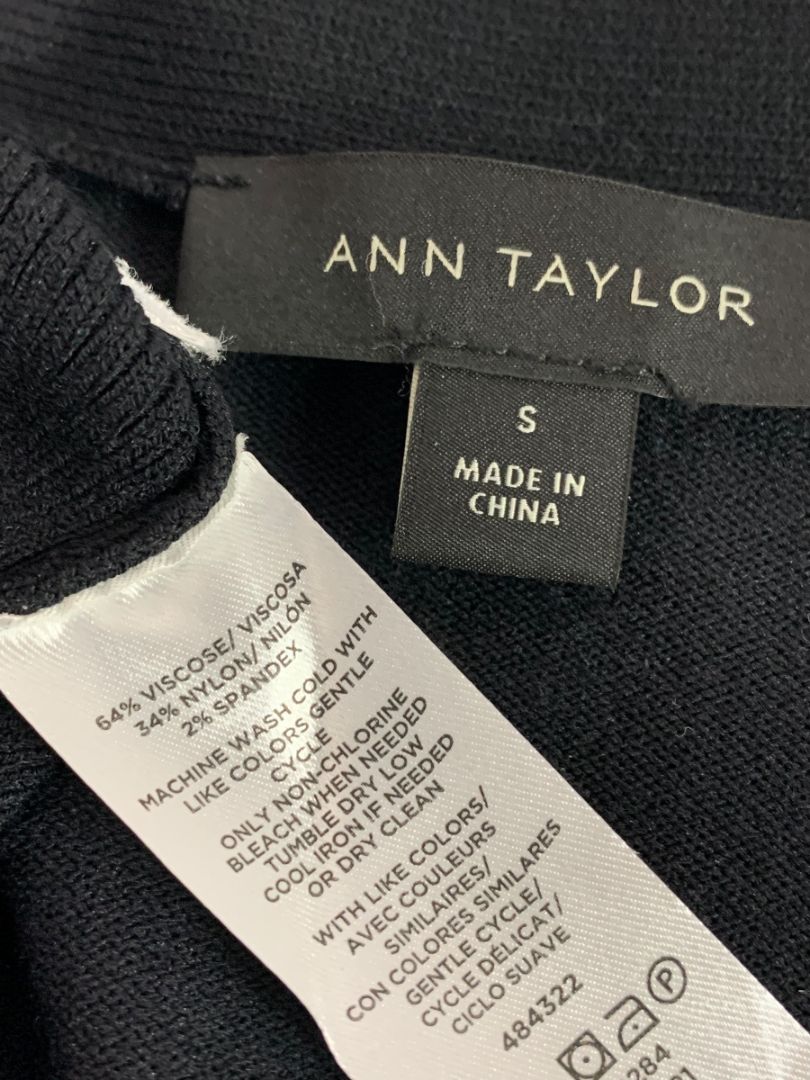 ANN TAYLOR
S
MADE IN
CHINA
64% VISCOSE/ VISCOSA
34% NYLON/ NILÓN
2% SPANDEX
MACHINE WASH COLD WITH
LIKE COLORS GENTLE
CYCLE
ONLY NON-CHLORINE
BLEACH WHEN NEEDED
TUMBLE DRY LOW
COOL IRON IF NEEDED
OR DRY CLEAN
WITH LIKE COLORS/
AVEC COULEURS
SIMILAIRES/
CON COLORES SIMILARES
GENTLE CYCLE/
CYCLE DÉLICAT/
CICLO SUAVE
484322
P
284